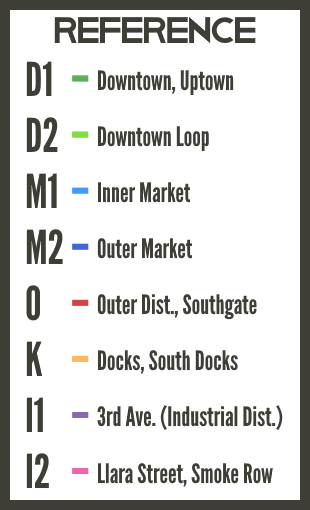 REFERENCE
D1 Downtown, Uptown
D2 Downtown Loop
M1 Inner Market
M2 Outer Market
O Outer Dist., Southgate
K Docks, South Docks
I1 3rd Ave. (Industrial Dist.)
I2 Llara Street, Smoke Row